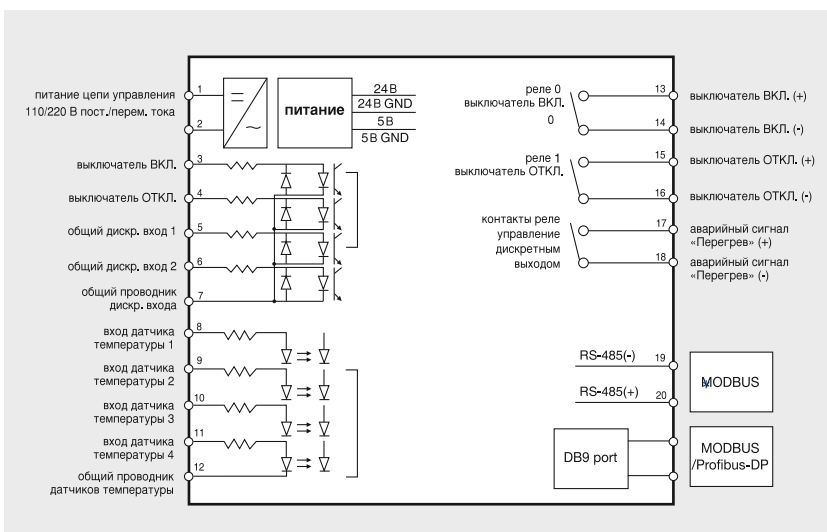 питание цепи управления
110/220 В пост./перем. тока
1
2
питание
24В
24В GND
5В
5В GND
выключатель ВКЛ.
3
выключатель ОТКЛ.
4
общий дискр. вход 1
5
общий дискр. вход 2
6
общий проводник
дискр. входа
7
вход датчика
температуры 1
8
вход датчика
температуры 2
9
вход датчика
температуры 3
10
вход датчика
температуры 4
11
общий проводник
датчиков температуры
12
реле 0
выключатель ВКЛ.
0
13
выключатель ВКЛ. (+)
14
выключатель ВКЛ. (-)
реле 1
выключатель ОТКЛ.
15
выключатель ОТКЛ. (+)
16
выключатель ОТКЛ. (-)
контакты реле
управление
дискретным
выходом
17
аварийный сигнал
«Перегрев» (+)
18
аварийный сигнал
«Перегрев» (-)
RS-485(-)
19
RS-485(+)
20
MODBUS
DB9 port
MODBUS
/Profibus-DP